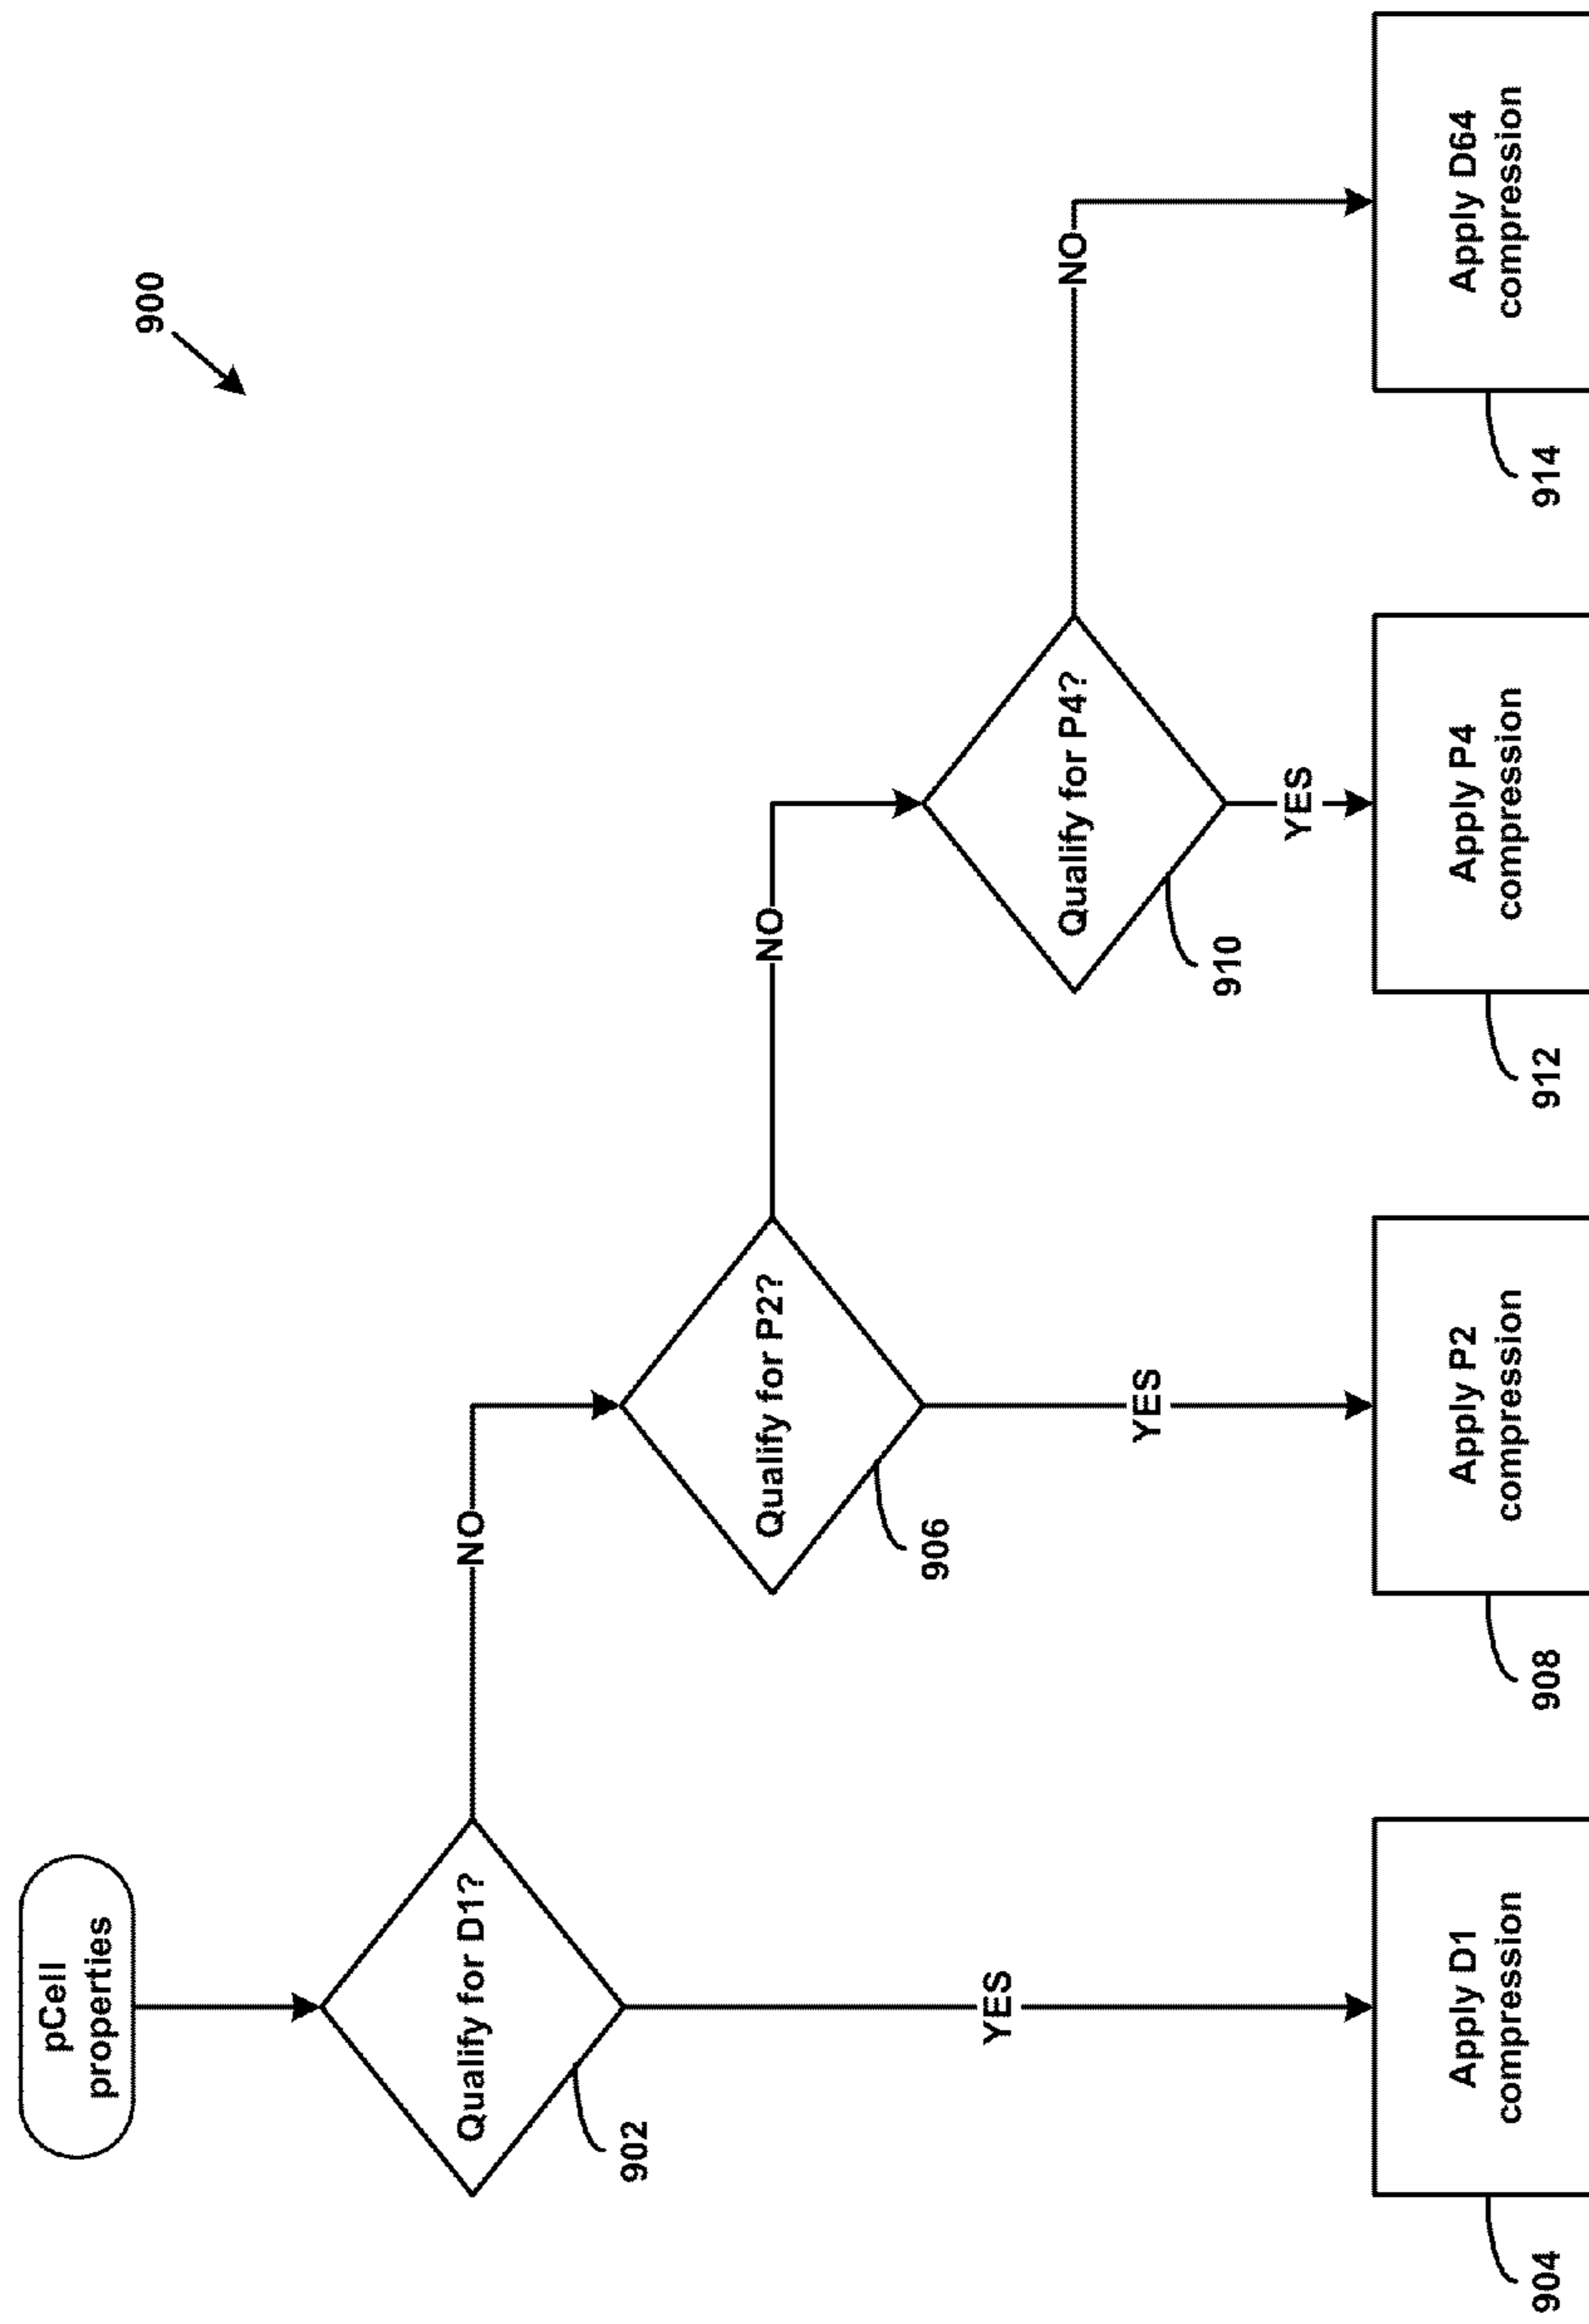 900
pCell
properties
Qualify for D1?
902
NO
YES
Qualify for P2?
906
NO
YES
Qualify for P4?
910
NO
YES
Apply D1
compression
904
Apply P2
compression
908
Apply P4
compression
912
Apply D64
compression
914